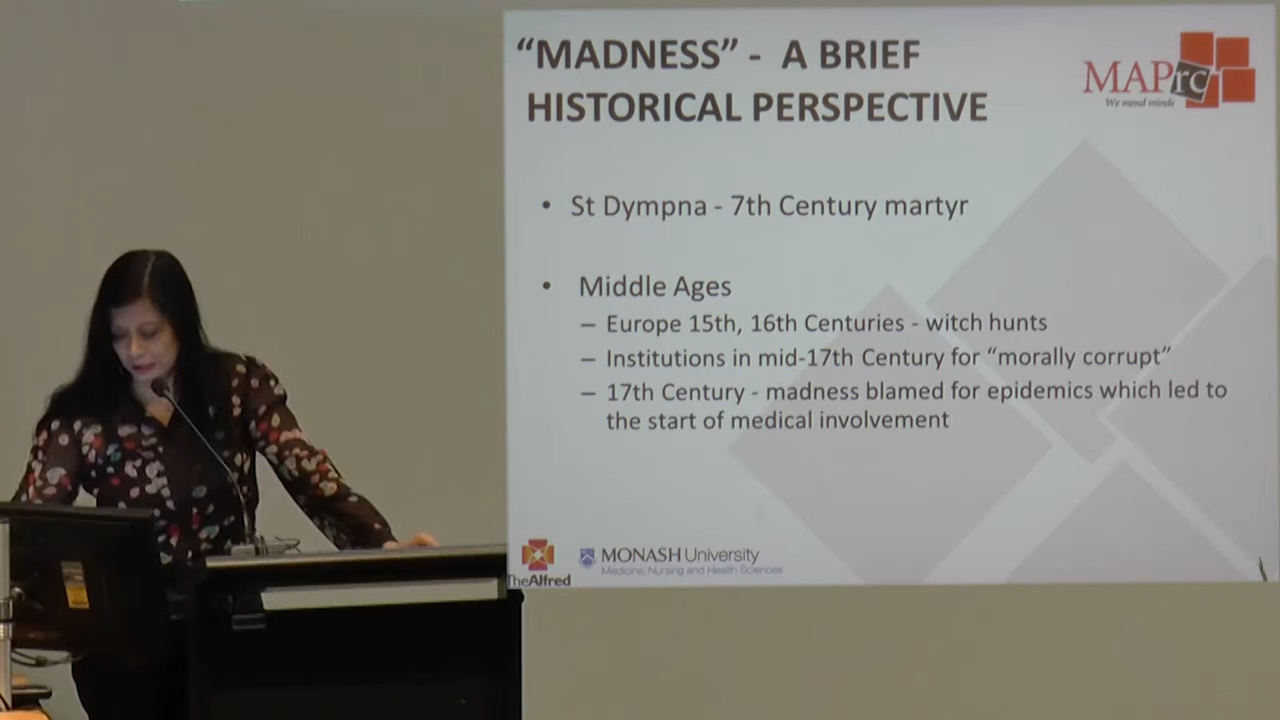 “MADNESS” - A BRIEF
HISTORICAL PERSPECTIVE
MAPrc
We mend minds
• St Dympna - 7th Century martyr
• Middle Ages
– Europe 15th, 16th Centuries - witch hunts
– Institutions in mid-17th Century for “morally corrupt”
– 17th Century - madness blamed for epidemics which led to
the start of medical involvement
TheAlfred
MONASH University
Medicine, Nursing and Health Sciences